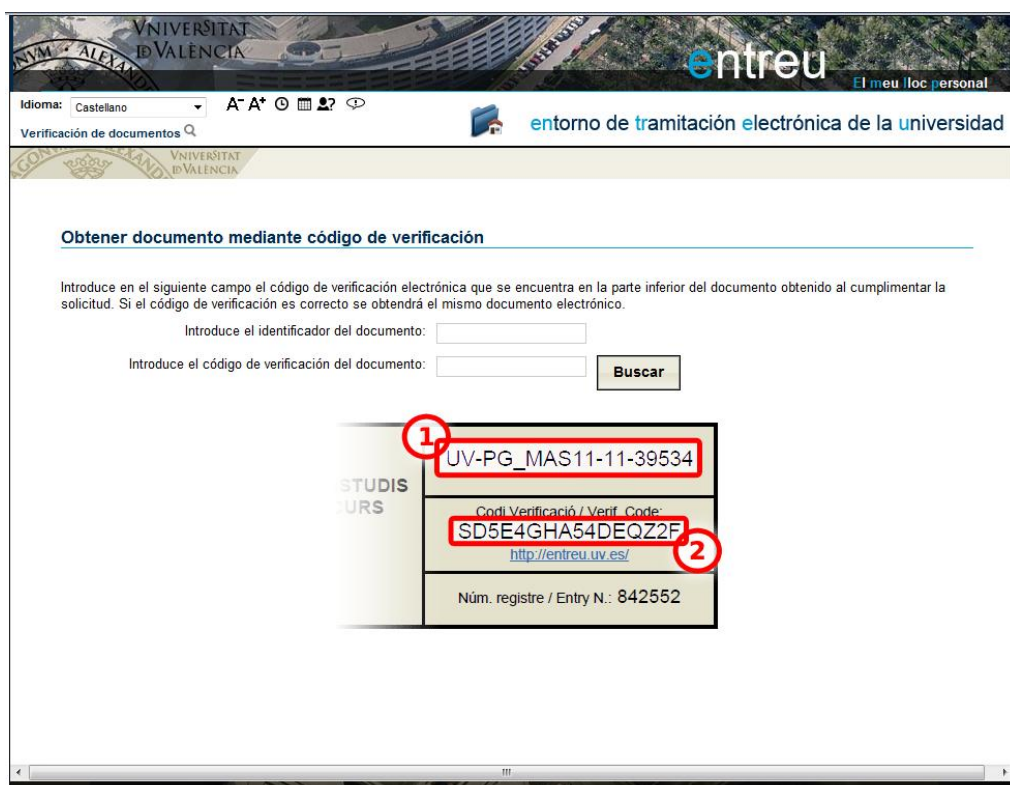 VNIVERSITAT
ID VALÈNCIA
entreu
El meu lloc personal
Idioma: Castellano A- A+
Verificación de documentos
entorno de tramitación electrónica de la universidad
VNIVERSITAT
ID VALÈNCIA
Obtener documento mediante código de verificación
Introduce en el siguiente campo el código de verificación electrónica que se encuentra en la parte inferior del documento obtenido al cumplimentar la
solicitud. Si el código de verificación es correcto se obtendrá el mismo documento electrónico.
Introduce el identificador del documento:
Introduce el código de verificación del documento:
Buscar
1
UV-PG_MAS11-11-39534
STUDIS
URS
Codi Verificació / Verif. Code:
SD5E4GHA54DEQZ2F
2
http://entreu.uv.es/
Núm. registre / Entry N.: 842552